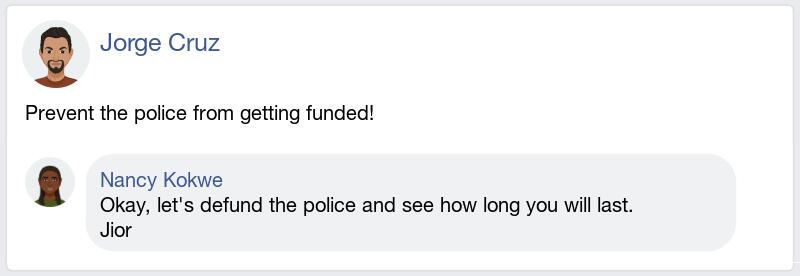 Jorge Cruz
Prevent the police from getting funded!
Nancy Kokwe
Okay, let's defund the police and see how long you will last.
Jior